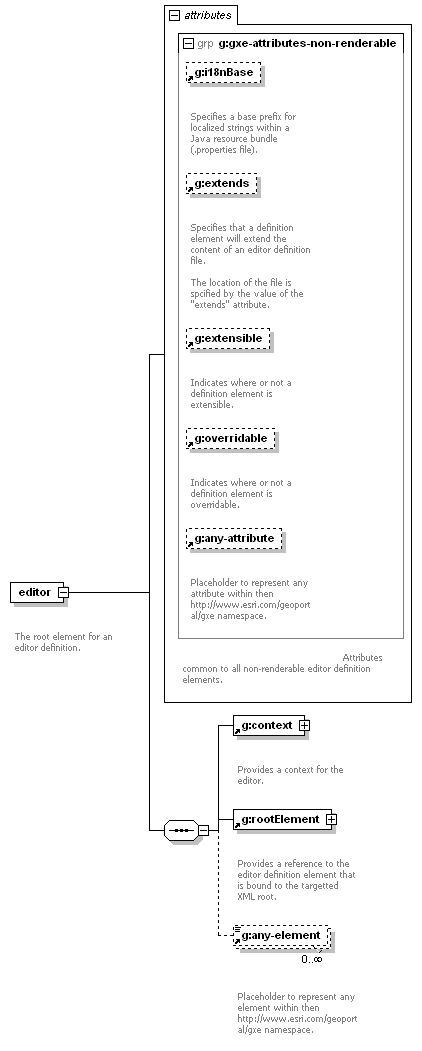 attributes
grp g:gxe-attributes-non-renderable
g:i18nBase
Specifies a base prefix for
localized strings within a
Java resource bundle
(.properties file).
g:extends
Specifies that a definition
element will extend the
content of an editor definition
file.
The location of the file is
spcified by the value of the
"extends" attribute.
g:extensible
Indicates where or not a
definition element is
extensible.
g:overridable
Indicates where or not a
definition element is
overridable.
g:any-attribute
Placeholder to represent any
attribute within then
http://www.esri.com/geoport
al/gxe namespace.
Attributes
common to all non-renderable editor definition
elements.
editor
The root element for an
editor definition.
g:context
Provides a context for the
editor.
g:rootElement
Provides a reference to the
editor definition element that
is bound to the targetted
XML root.
g:any-element
0..∞
Placeholder to represent any
element within then
http://www.esri.com/geoport
al/gxe namespace.